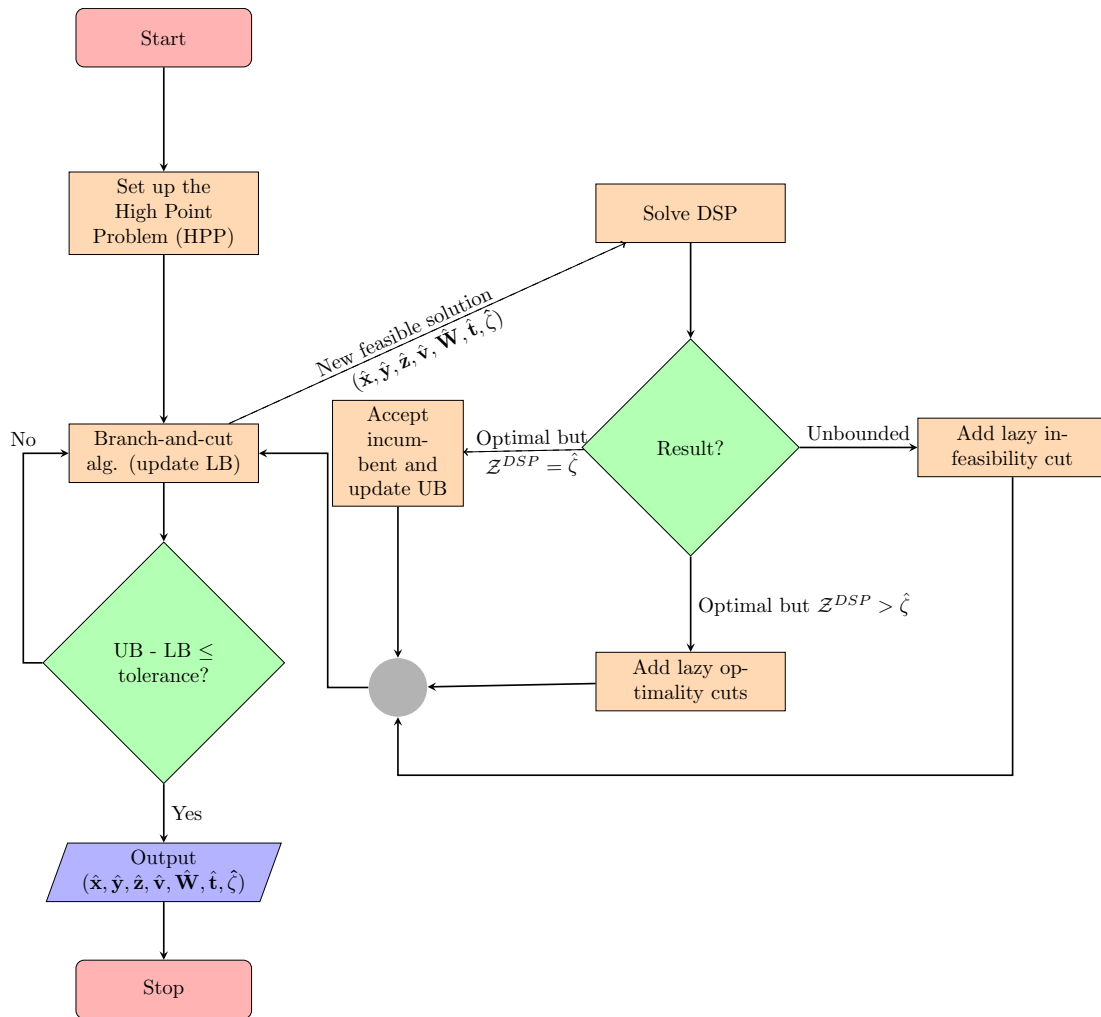 Start
Set up the
High Point
Problem (HPP)
Solve DSP
New feasible solution
(x̂, ŷ, ẑ, v̂, Ŵ, t̂, ζ̂)
Accept
incum-
bent and
update UB
Optimal but
𝒵^{DSP} = ζ̂
Result?
Unbounded
Add lazy in-
feasibility cut
No
Branch-and-cut
alg. (update LB)
Optimal but 𝒵^{DSP} > ζ̂
UB - LB ≤
tolerance?
Add lazy op-
timality cuts
Yes
Output
(x̂, ŷ, ẑ, v̂, Ŵ, t̂, ζ̂)
Stop